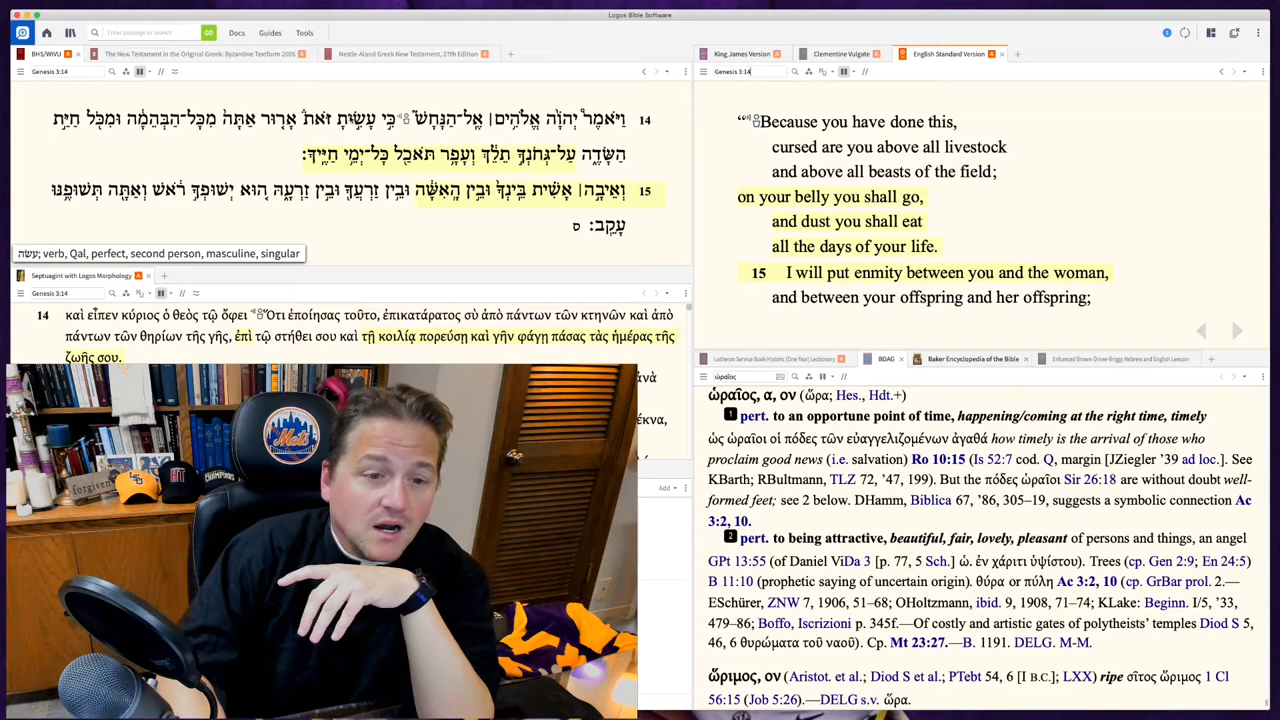 Logos Bible Software
Enter passage or search
GO
Docs
Guides
Tools
1
BHS/WIVU A
The New Testament in the Original Greek: Byzantine Textform 2005 A
Nestle-Aland Greek New Testament, 27th Edition A
Genesis 3:14
14 וַיֹּאמֶר֩ יְהוָ֨ה אֱלֹהִ֥ים׀ אֶֽל־הַנָּחָשׁ֮ כִּ֣י עָשִׂ֣יתָ זֹּאת֒ אָר֤וּר אַתָּה֙ מִכָּל־הַבְּהֵמָ֔ה וּמִכֹּ֖ל חַיַּ֣ת
הַשָּׂדֶ֑ה עַל־גְּחֹנְךָ֣ תֵלֵ֔ךְ וְעָפָ֥ר תֹּאכַ֖ל כָּל־יְמֵ֥י חַיֶּֽיךָ׃
15 וְאֵיבָ֣ה׀ אָשִׁ֗ית בֵּֽינְךָ֙ וּבֵ֣ין הָֽאִשָּׁ֔ה וּבֵ֥ין זַרְעֲךָ֖ וּבֵ֣ין זַרְעָ֑הּ ה֚וּא יְשׁוּפְךָ֣ רֹ֔אשׁ וְאַתָּ֖ה תְּשׁוּפֶ֥נּוּ
עָקֵֽב׃ ס
עשׂה; verb, Qal, perfect, second person, masculine, singular
Septuagint with Logos Morphology A
Genesis 3:14
14 καὶ εἶπεν κύριος ὁ θεὸς τῷ ὄφει Ὅτι ἐποίησας τοῦτο, ἐπικατάρατος σὺ ἀπὸ πάντων τῶν κτηνῶν καὶ ἀπὸ
πάντων τῶν θηρίων τῆς γῆς, ἐπὶ τῷ στήθει σου καὶ τῇ κοιλίᾳ πορεύσῃ καὶ γῆν φάγῃ πάσας τὰς ἡμέρας τῆς
ζωῆς σου.
ἀνὰ
έκνα,
Add
King James Version A
Clementine Vulgate A
English Standard Version A
Genesis 3:14
“Because you have done this,
cursed are you above all livestock
and above all beasts of the field;
on your belly you shall go,
and dust you shall eat
all the days of your life.
15 I will put enmity between you and the woman,
and between your offspring and her offspring;
Lutheran Service Book Historic (One Year) Lectionary A
BDAG A
Baker Encyclopedia of the Bible A
Enhanced Brown-Driver-Briggs Hebrew and English Lexicon
ὡραῖος
ὡραῖος, α, ον (ὥρα; Hes., Hdt.+)
1 pert. to an opportune point of time, happening/coming at the right time, timely
ὡς ὡραῖοι οἱ πόδες τῶν εὐαγγελιζομένων ἀγαθά how timely is the arrival of those who
proclaim good news (i.e. salvation) Ro 10:15 (Is 52:7 cod. Q, margin [JZiegler ’39 ad loc.]. See
KBarth; RBultmann, TLZ 72, ’47, 199). But the πόδες ὡραῖοι Sir 26:18 are without doubt well-
formed feet; see 2 below. DHamm, Biblica 67, ’86, 305–19, suggests a symbolic connection Ac
3:2, 10.
2 pert. to being attractive, beautiful, fair, lovely, pleasant of persons and things, an angel
GPt 13:55 (of Daniel ViDa 3 [p. 77, 5 Sch.] ὡ. ἐν χάριτι ὑψίστου). Trees (cp. Gen 2:9; En 24:5)
B 11:10 (prophetic saying of uncertain origin). θύρα or πύλη Ac 3:2, 10 (cp. GrBar prol. 2.—
ESchürer, ZNW 7, 1906, 51–68; OHoltzmann, ibid. 9, 1908, 71–74; KLake: Beginn. I/5, ’33,
479–86; Boffo, Iscrizioni p. 345f.—Of costly and artistic gates of polytheists’ temples Diod S 5,
46, 6 θυρώματα τοῦ ναοῦ). Cp. Mt 23:27.—B. 1191. DELG. M-M.
ὥριμος, ον (Aristot. et al.; Diod S et al.; PTebt 54, 6 [I B.C.]; LXX) ripe σῖτος ὥριμος 1 Cl
56:15 (Job 5:26).—DELG s.v. ὥρα.
Mets
Forgiven
CHAMPIONS